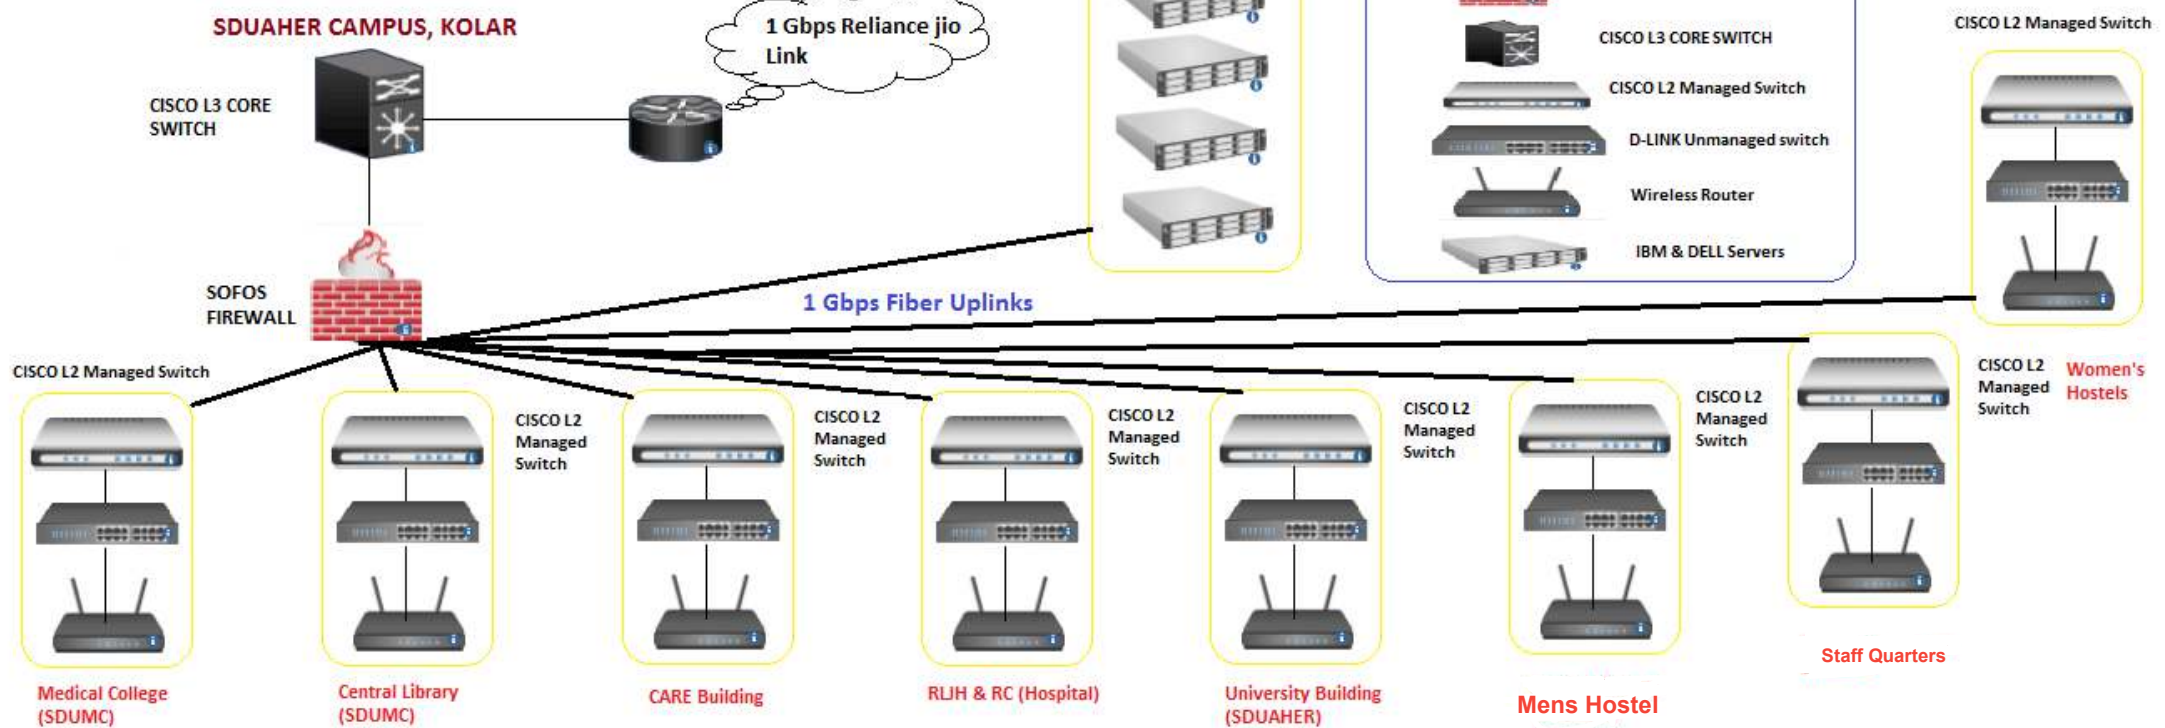 SDUAHER CAMPUS, KOLAR
1 Gbps Reliance jio
Link
CISCO L3 CORE
SWITCH
CISCO L3 CORE SWITCH
CISCO L2 Managed Switch
D-LINK Unmanaged switch
Wireless Router
IBM & DELL Servers
CISCO L2 Managed Switch
SOFOS
FIREWALL
1 Gbps Fiber Uplinks
CISCO L2 Managed Switch
CISCO L2
Managed
Switch
CISCO L2
Managed
Switch
CISCO L2
Managed
Switch
CISCO L2
Managed
Switch
CISCO L2
Managed
Switch
CISCO L2
Managed
Switch
Women's
Hostels
Medical College
(SDUMC)
Central Library
(SDUMC)
CARE Building
RLJH & RC (Hospital)
University Building
(SDUAHER)
Mens Hostel
Staff Quarters